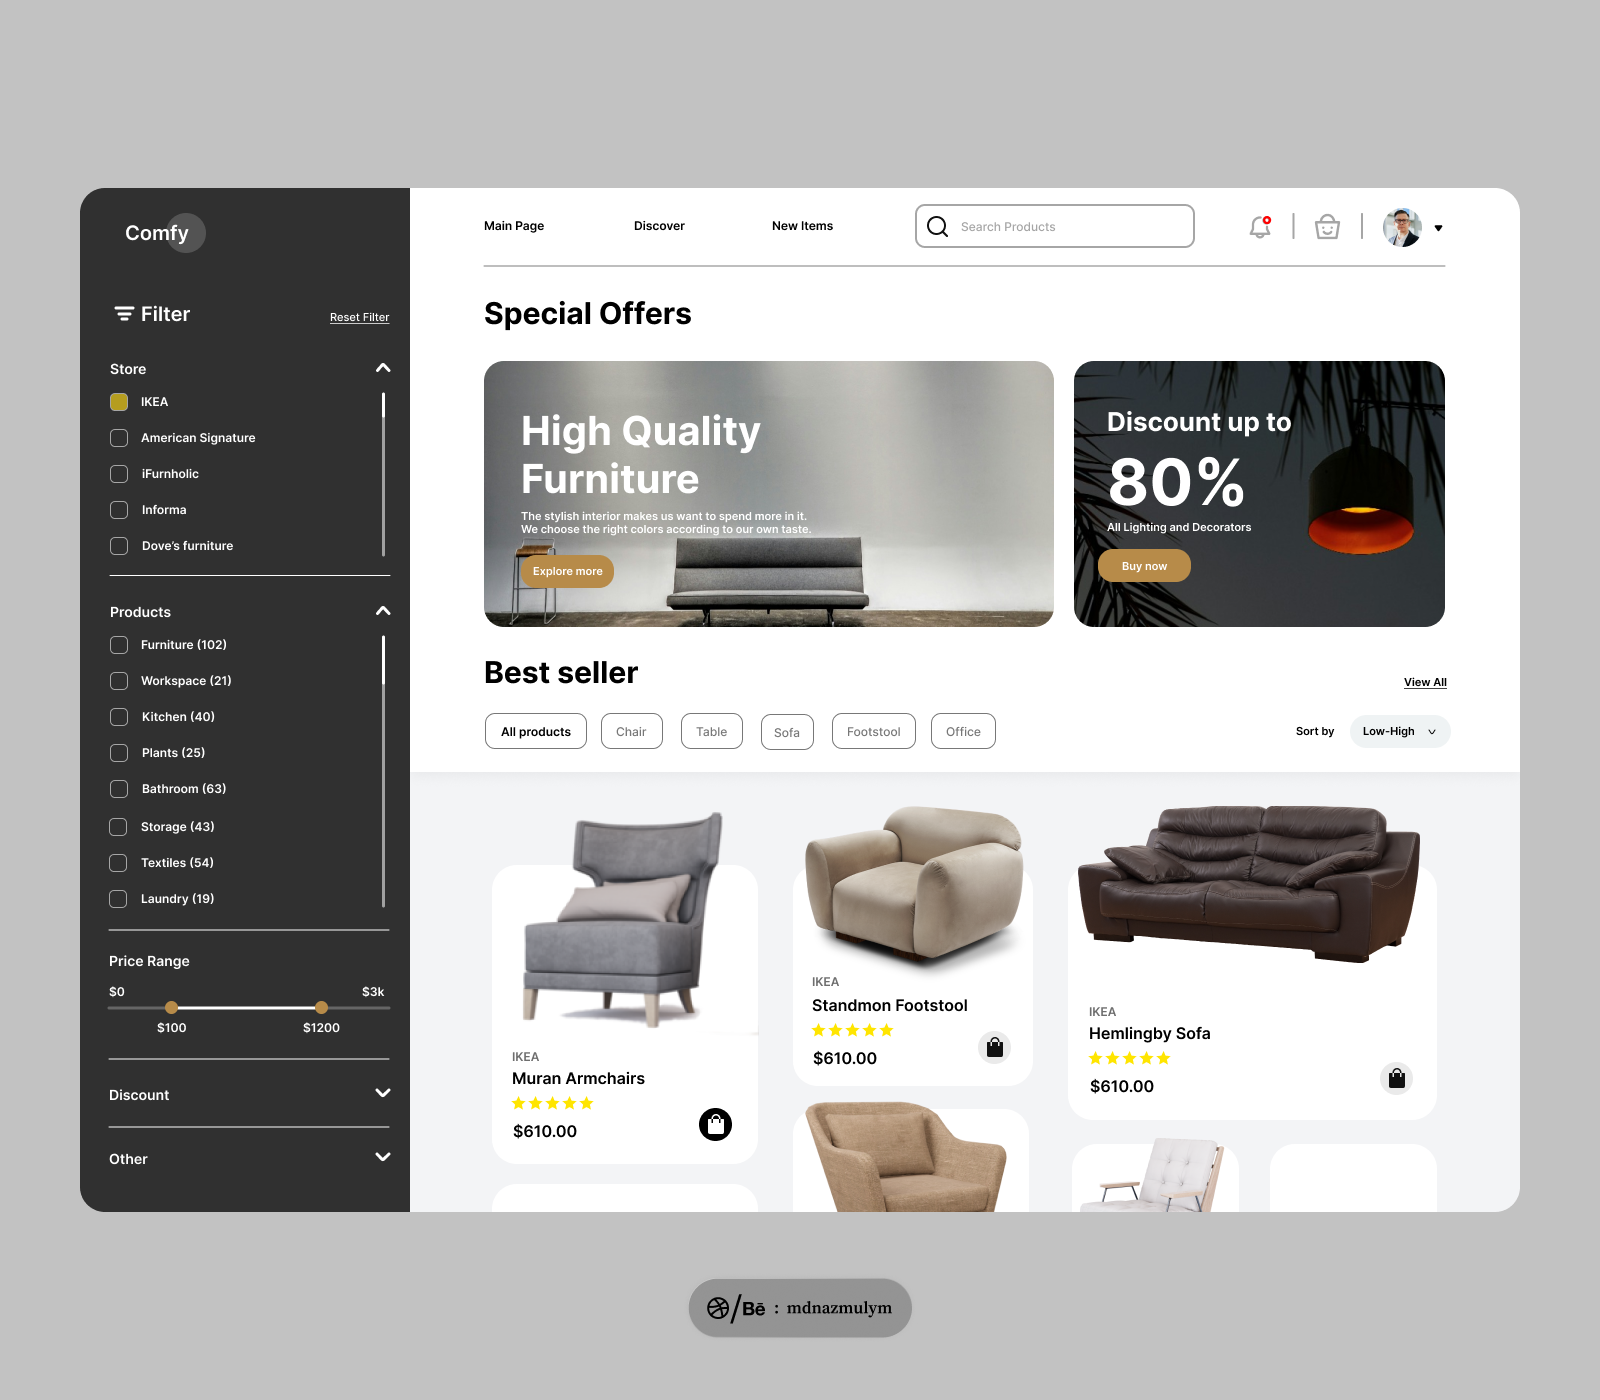 Comfy
Filter
Reset Filter
Store
IKEA
American Signature
iFurnholic
Informa
Dove's furniture
Products
Furniture (102)
Workspace (21)
Kitchen (40)
Plants (25)
Bathroom (63)
Storage (43)
Textiles (54)
Laundry (19)
Price Range
$0 $3k
$100 $1200
Discount
Other
Main Page Discover New Items Search Products
Special Offers
High Quality
Furniture
The stylish interior makes us want to spend more in it.
We choose the right colors according to our own taste.
Explore more
Discount up to
80%
All Lighting and Decorators
Buy now
Best seller
View All
All products Chair Table Sofa Footstool Office
Sort by Low-High
IKEA
Muran Armchairs
$610.00
IKEA
Standmon Footstool
$610.00
IKEA
Hemlingby Sofa
$610.00
/Bē : mdnazmulym